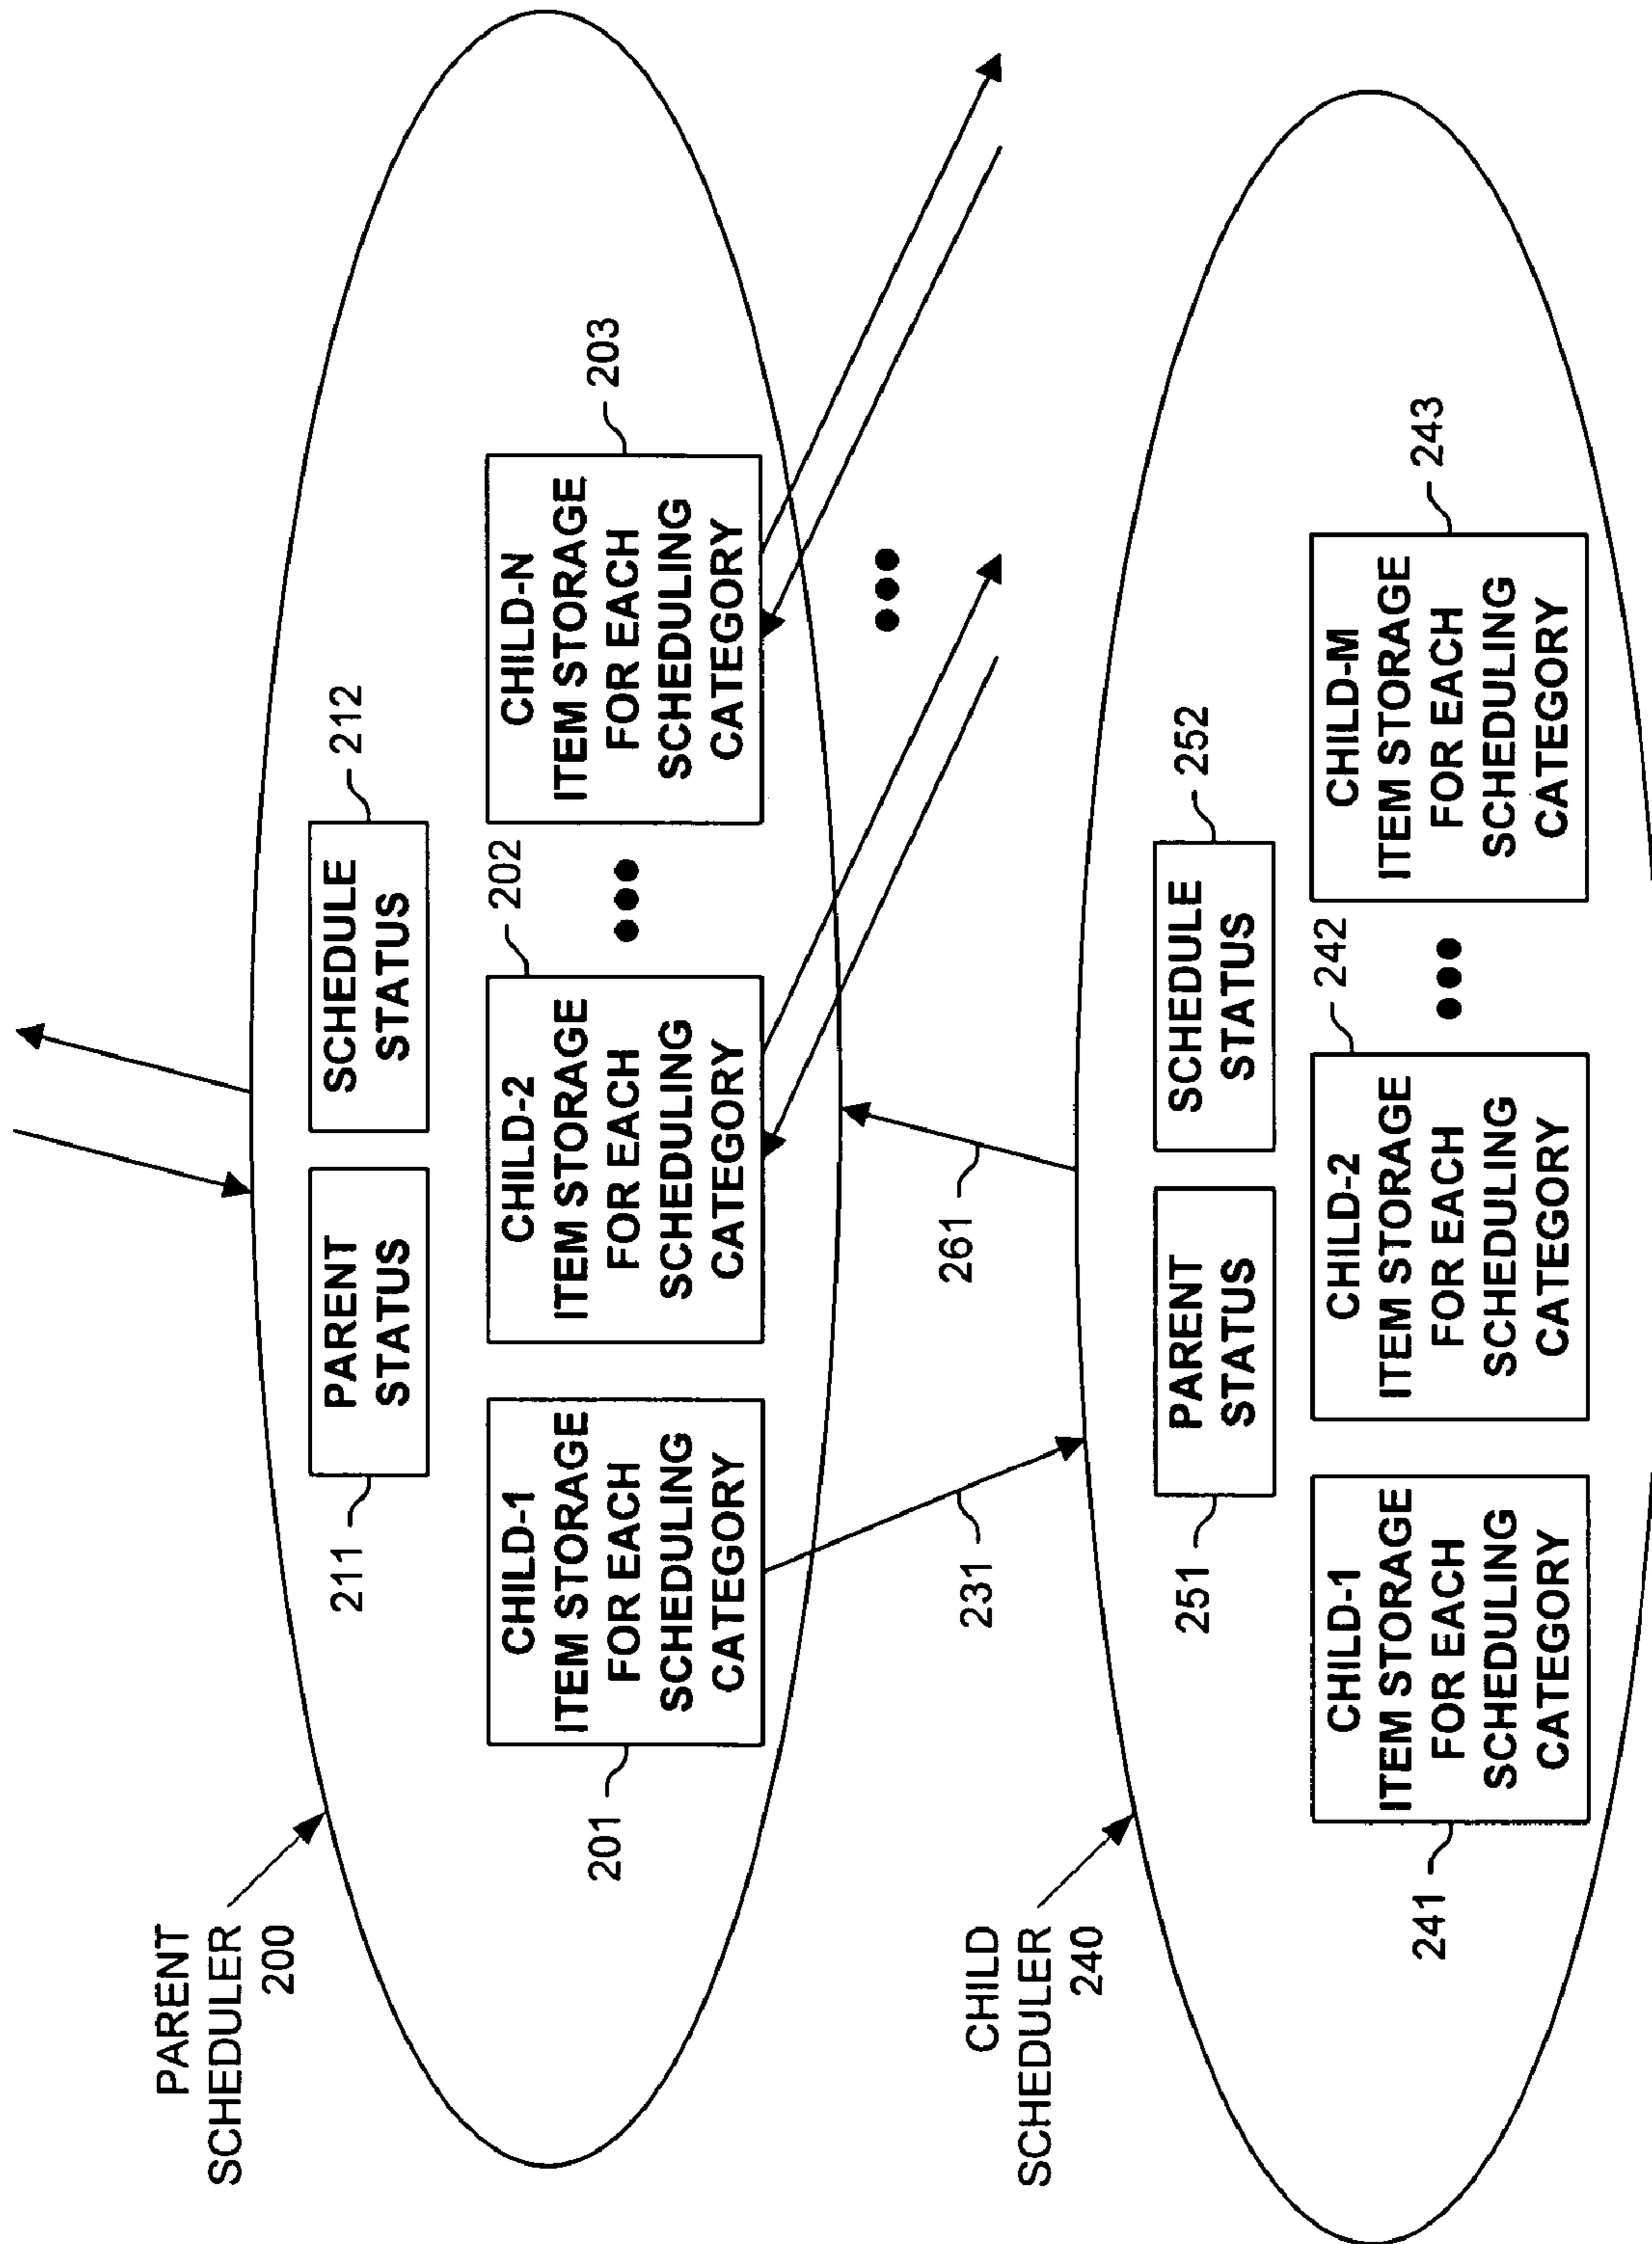 PARENT
SCHEDULER
200
211
PARENT
STATUS
SCHEDULE
STATUS
212
201
CHILD-1
ITEM STORAGE
FOR EACH
SCHEDULING
CATEGORY
CHILD-2
ITEM STORAGE
FOR EACH
SCHEDULING
CATEGORY
202
CHILD-N
ITEM STORAGE
FOR EACH
SCHEDULING
CATEGORY
203
231
261
CHILD
SCHEDULER
240
251
PARENT
STATUS
SCHEDULE
STATUS
252
241
CHILD-1
ITEM STORAGE
FOR EACH
SCHEDULING
CATEGORY
CHILD-2
ITEM STORAGE
FOR EACH
SCHEDULING
CATEGORY
242
CHILD-M
ITEM STORAGE
FOR EACH
SCHEDULING
CATEGORY
243